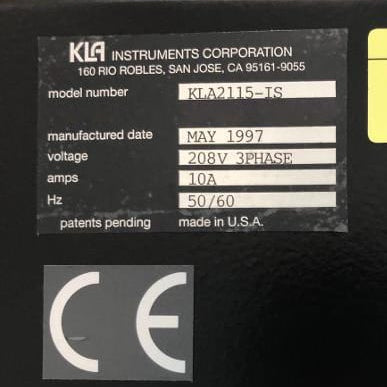 KLA INSTRUMENTS CORPORATION
160 RIO ROBLES, SAN JOSE, CA 95161-9055
model number KLA2115-IS
manufactured date MAY 1997
voltage 208V 3PHASE
amps 10A
Hz 50/60
patents pending made in U.S.A.
CE